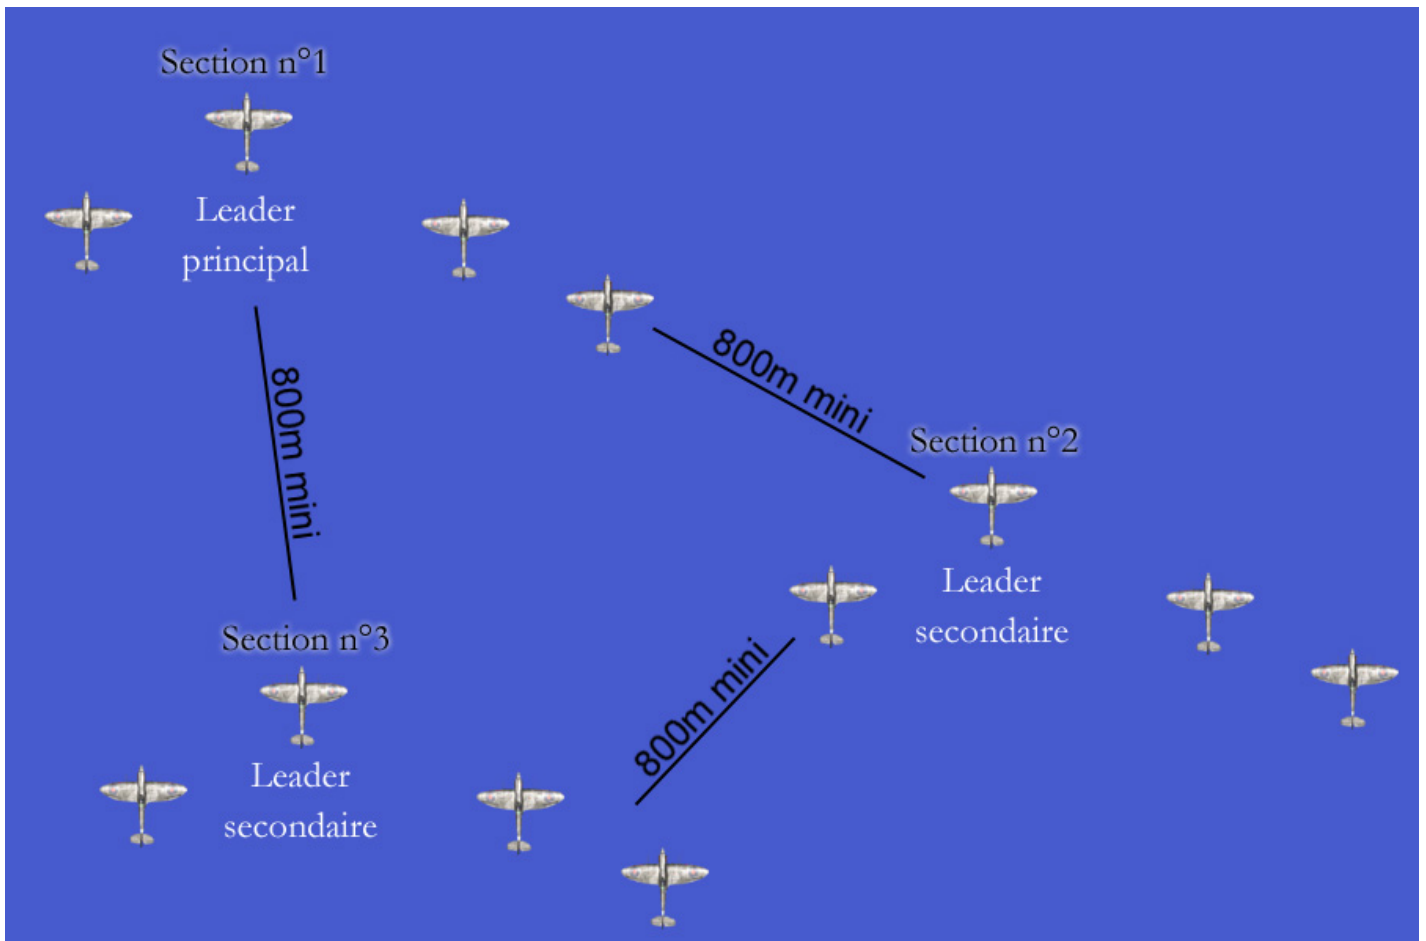 Section n°1
Leader
principal
800m mini
800m mini
Section n°2
Leader
secondaire
800m mini
Section n°3
Leader
secondaire